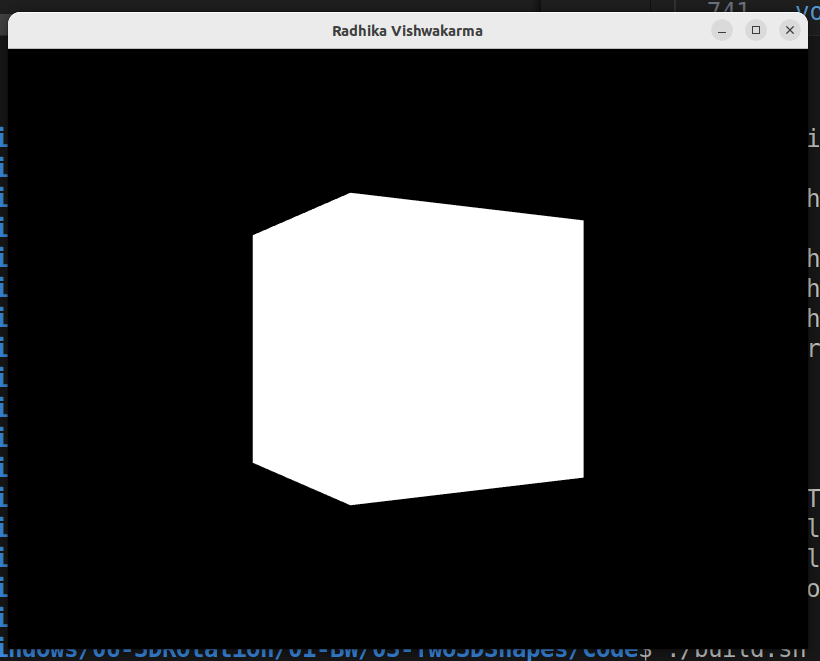 741 vo
Radhika Vishwakarma
indows/06-3DRotation/01-BW/03-Two3DShapes/Code$ ./build.sh